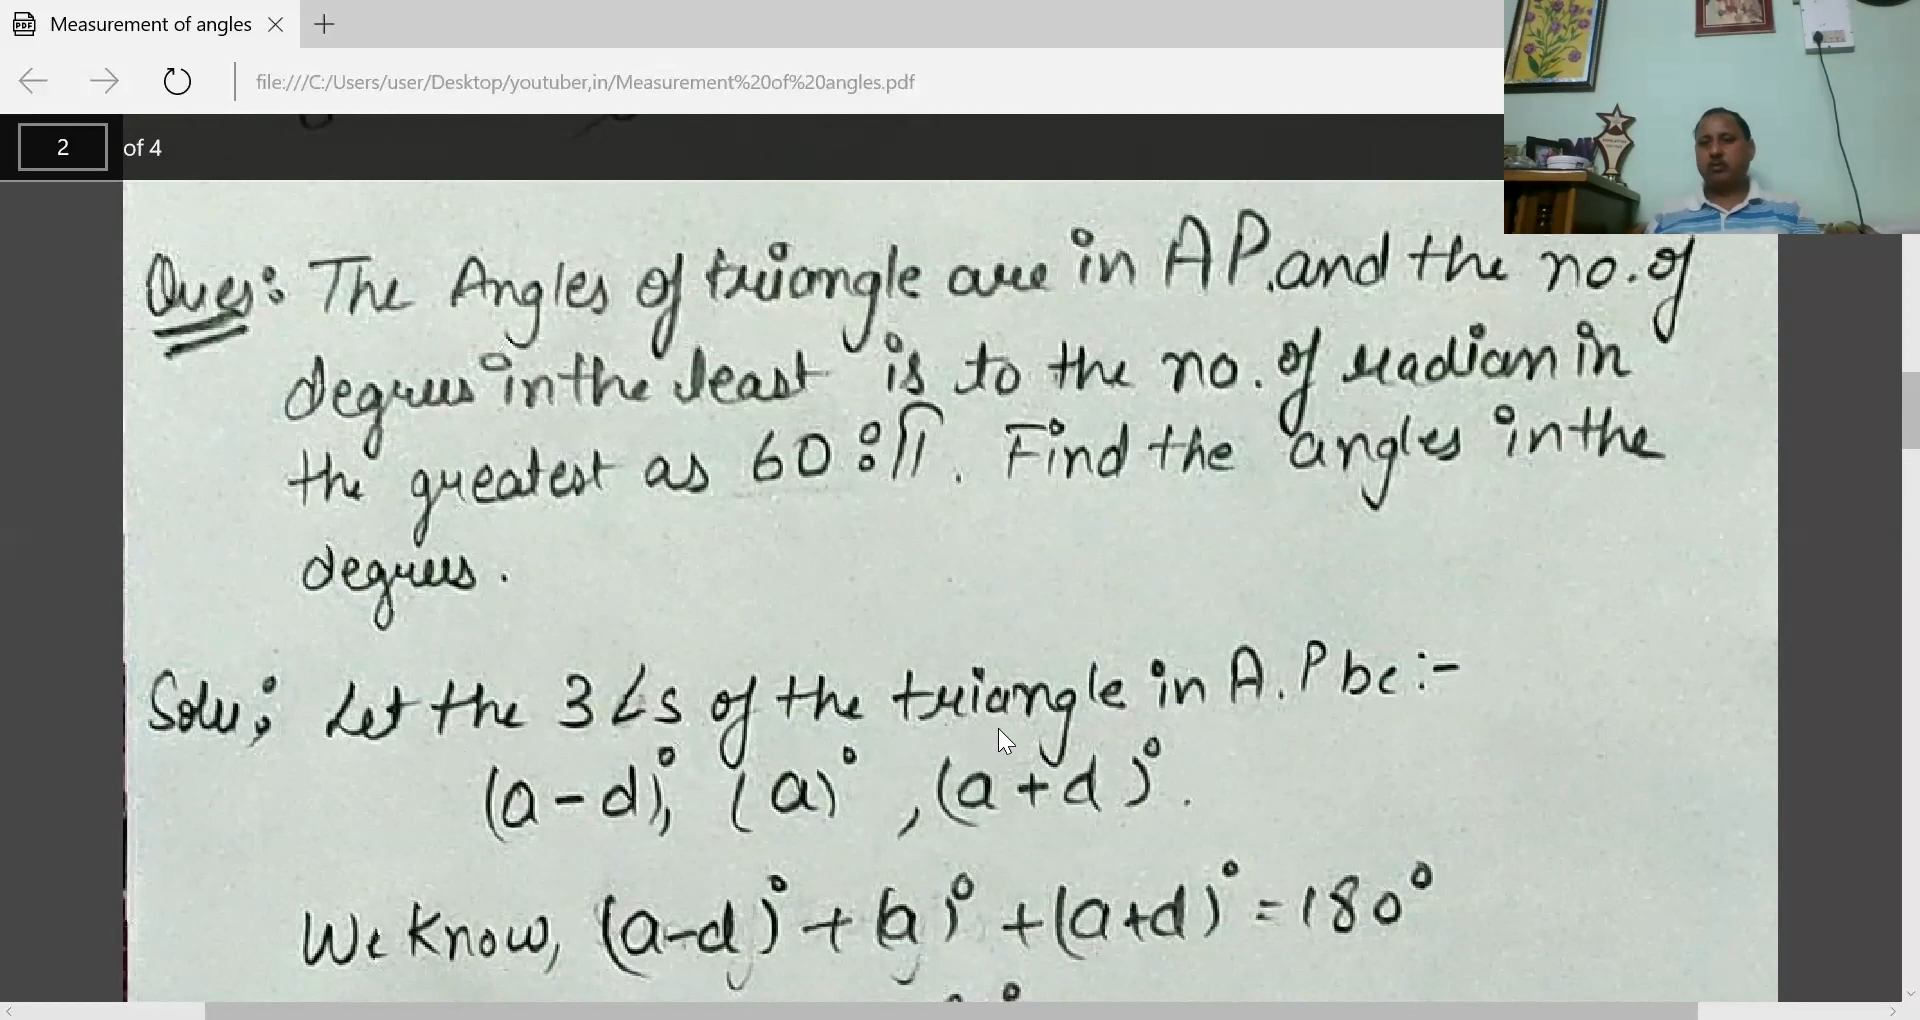 Measurement of angles
file:///C:/Users/user/Desktop/youtuber,in/Measurement%20of%20angles.pdf
2 of 4
Ques: The Angles of triangle are in AP.and the no. of
degrees in the least is to the no. of radian in
the greatest as 60:π. Find the angles in the
degrees.
Solu: Let the 3∠s of the triangle in A.P be:-
(a-d)°, (a)°, (a+d)°.
We know, (a-d)° + (a)° + (a+d)° = 180°